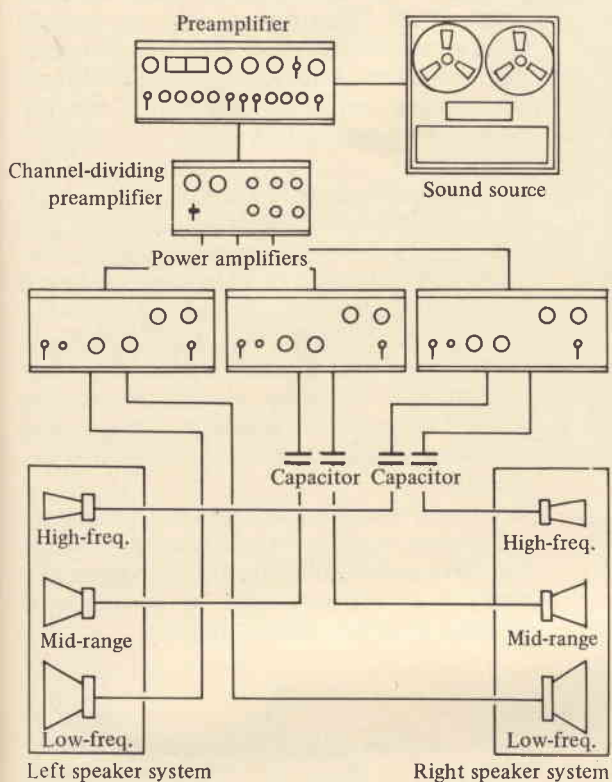 Preamplifier
Sound source
Channel-dividing
preamplifier
Power amplifiers
Capacitor
Capacitor
High-freq.
Mid-range
Low-freq.
Left speaker system
High-freq.
Mid-range
Low-freq.
Right speaker system